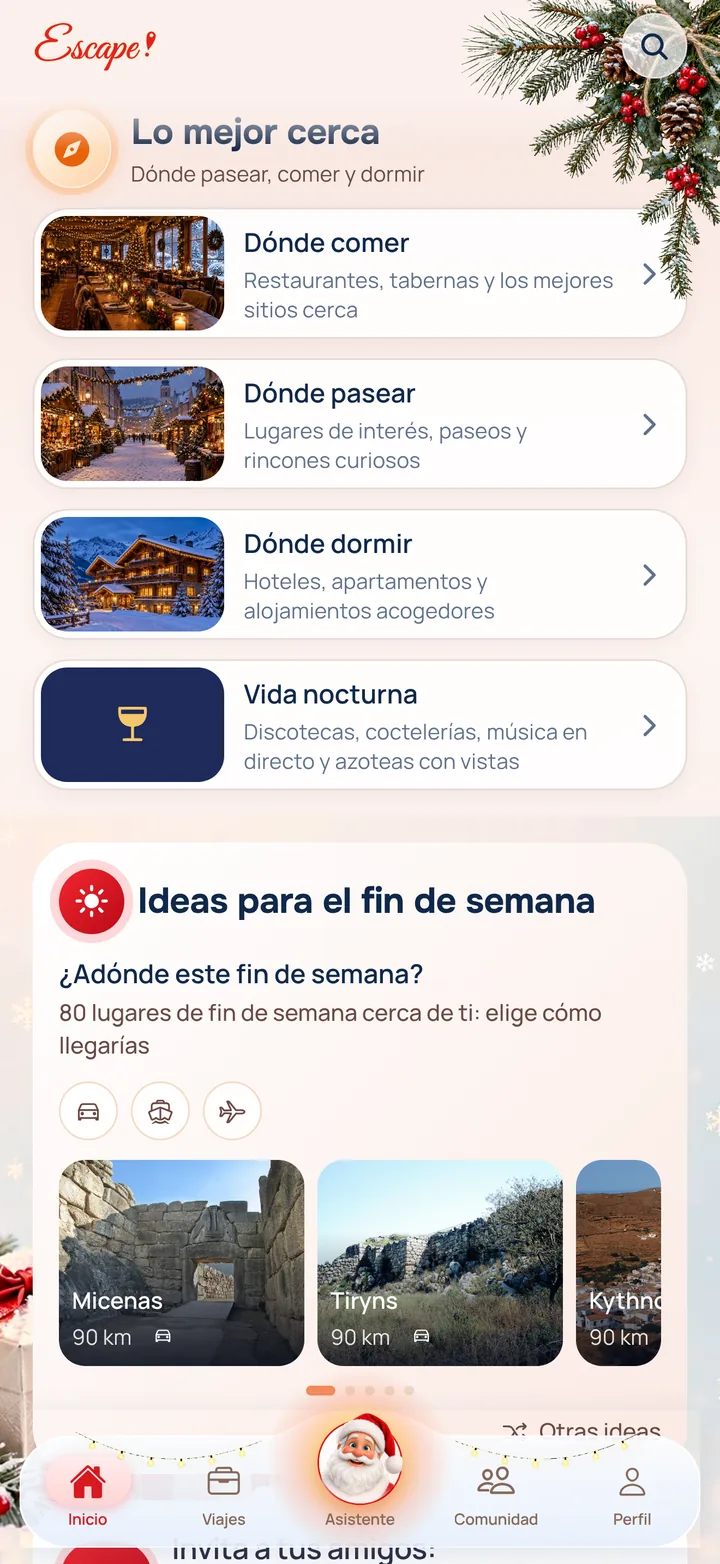 Escape!
Lo mejor cerca
Dónde pasear, comer y dormir
Dónde comer
Restaurantes, tabernas y los mejores
sitios cerca
Dónde pasear
Lugares de interés, paseos y
rincones curiosos
Dónde dormir
Hoteles, apartamentos y
alojamientos acogedores
Vida nocturna
Discotecas, coctelerías, música en
directo y azoteas con vistas
Ideas para el fin de semana
¿Adónde este fin de semana?
80 lugares de fin de semana cerca de ti: elige cómo
llegarías
Micenas
90 km
Tiryns
90 km
Kythno
90 km
Otras ideas
Inicio
Viajes
Asistente
Comunidad
Perfil
Invita a tus amigos: